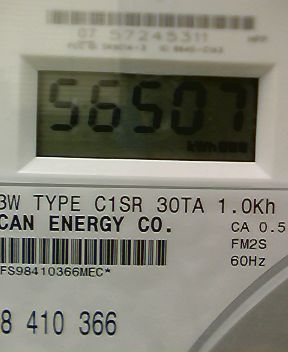 07 57245311
56507
kWh
3W TYPE C1SR 30TA 1.0Kh
CAN ENERGY CO.
CA 0.5
FM2S
FS98410366MEC*
60Hz
8 410 366